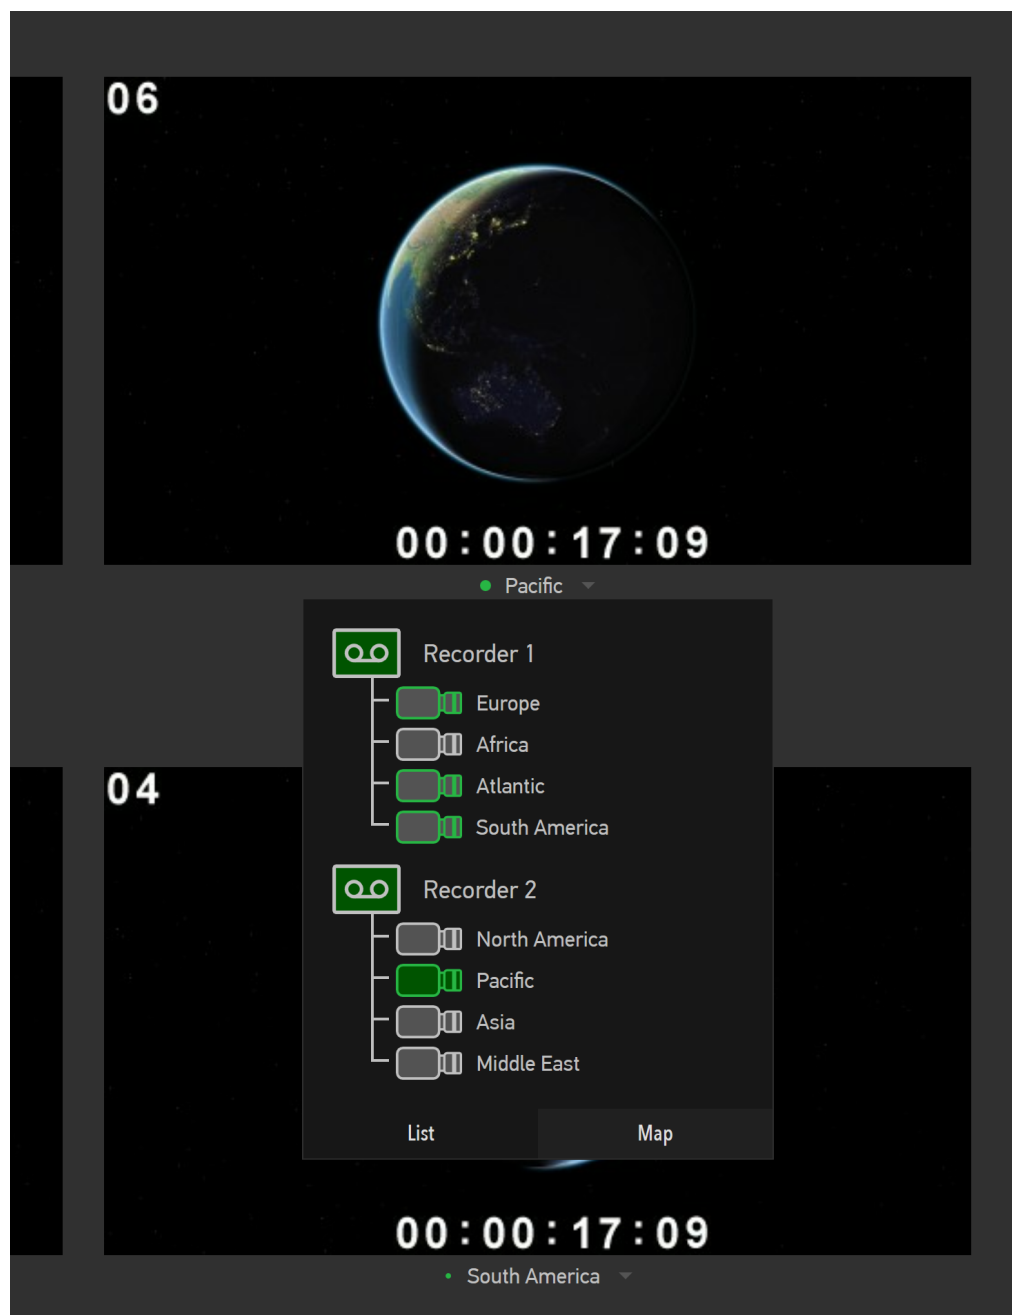 06
00:00:17:09
Pacific
Recorder 1
Europe
Africa
Atlantic
South America
Recorder 2
North America
Pacific
Asia
Middle East
List
Map
04
00:00:17:09
South America